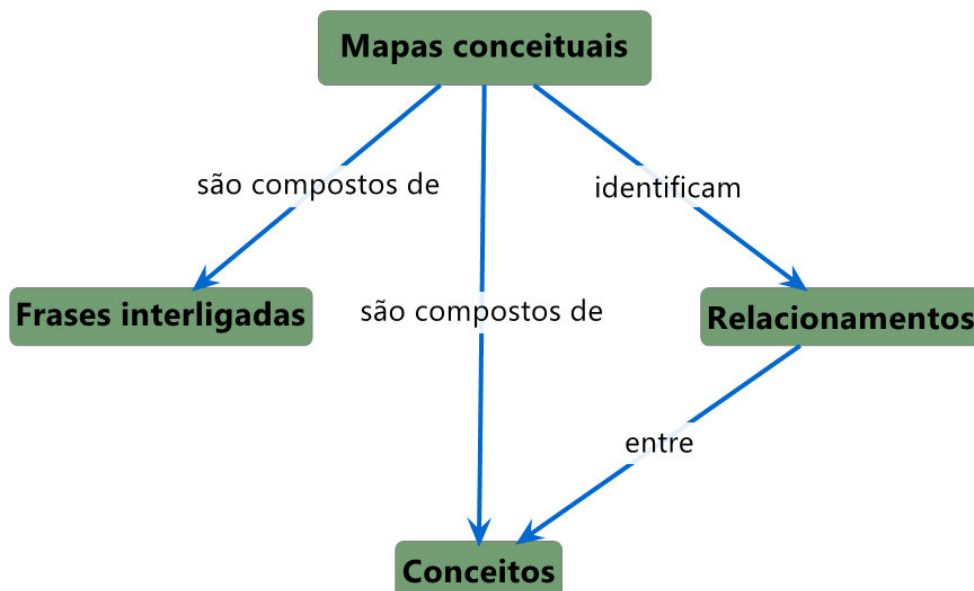 Mapas conceituais
são compostos de
identificam
Frases interligadas
são compostos de
Relacionamentos
entre
Conceitos